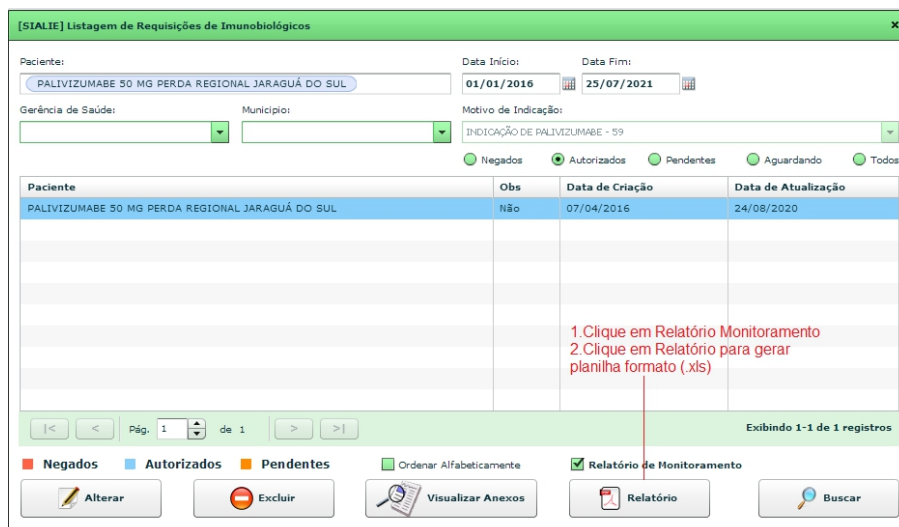 [SIALIE] Listagem de Requisições de Imunobiológicos x
Paciente: Data Início: Data Fim:
PALIVIZUMABE 50 MG PERDA REGIONAL JARAGUÁ DO SUL 01/01/2016 25/07/2021
Gerência de Saúde: Municipio: Motivo de Indicação:
INDICAÇÃO DE PALIVIZUMABE - 59
Negados Autorizados Pendentes Aguardando Todos
Paciente Obs Data de Criação Data de Atualização
PALIVIZUMABE 50 MG PERDA REGIONAL JARAGUÁ DO SUL Não 07/04/2016 24/08/2020
1.Clique em Relatório Monitoramento
2.Clique em Relatório para gerar
planilha formato (.xls)
|< < Pág. 1 de 1 > >| Exibindo 1-1 de 1 registros
Negados Autorizados Pendentes Ordenar Alfabeticamente Relatório de Monitoramento
Alterar Excluir Visualizar Anexos Relatório Buscar